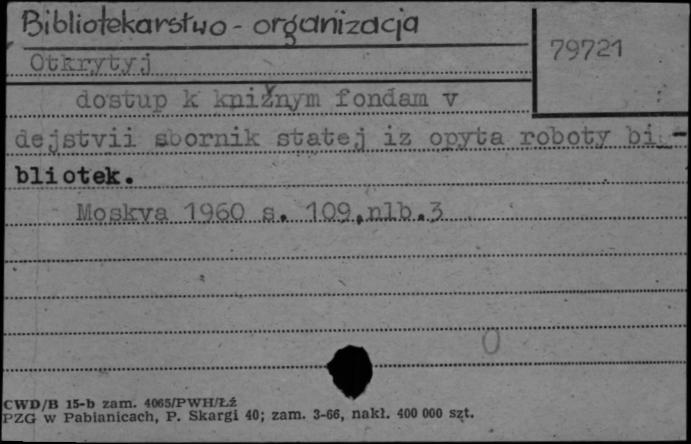 Bibliotekarstwo - organizacja
79721
Otkrytyj
dostup k knižnym fondam v
dejstvii sbornik statej iz opyta roboty bi-
bliotek.
Moskva 1960 s. 109,nlb.3
0
CWD/B 15-b zam. 4065/PWH/Łż
PZG w Pabianicach, P. Skargi 40; zam. 3-66, nakł. 400 000 szt.